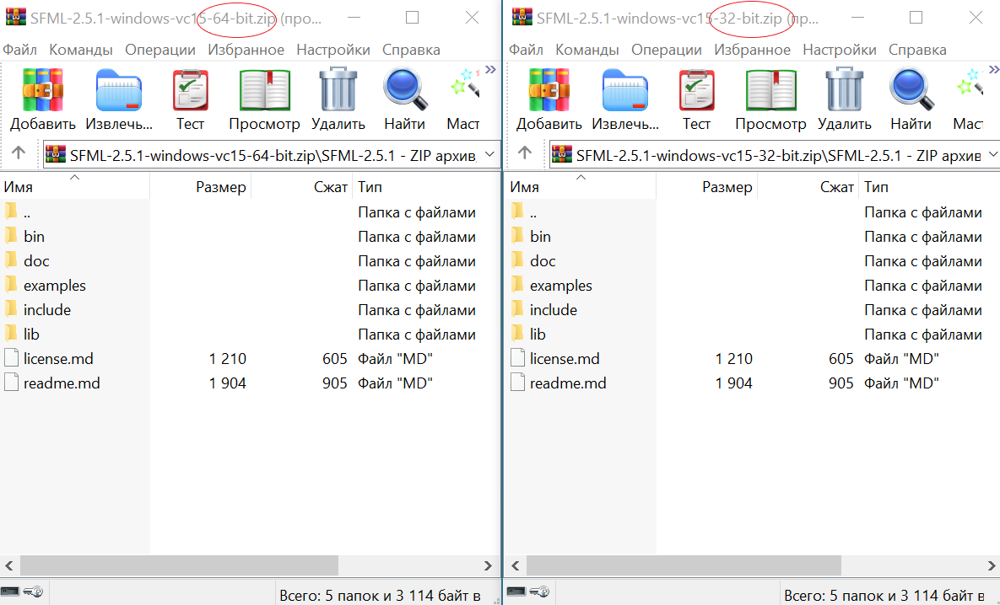 SFML-2.5.1-windows-vc15-64-bit.zip (про...
Файл Команды Операции Избранное Настройки Справка
Добавить Извлечь... Тест Просмотр Удалить Найти Маст
SFML-2.5.1-windows-vc15-64-bit.zip\SFML-2.5.1 - ZIP архив,
Имя Размер Сжат Тип
.. Папка с файлами
bin Папка с файлами
doc Папка с файлами
examples Папка с файлами
include Папка с файлами
lib Папка с файлами
license.md 1 210 605 Файл "MD"
readme.md 1 904 905 Файл "MD"
Всего: 5 папок и 3 114 байт в
SFML-2.5.1-windows-vc15-32-bit.zip (пр...
Файл Команды Операции Избранное Настройки Справка
Добавить Извлечь... Тест Просмотр Удалить Найти Маст
SFML-2.5.1-windows-vc15-32-bit.zip\SFML-2.5.1 - ZIP архив
Имя Размер Сжат Тип
.. Папка с файлами
bin Папка с файлами
doc Папка с файлами
examples Папка с файлами
include Папка с файлами
lib Папка с файлами
license.md 1 210 605 Файл "MD"
readme.md 1 904 905 Файл "MD"
Всего: 5 папок и 3 114 байт в